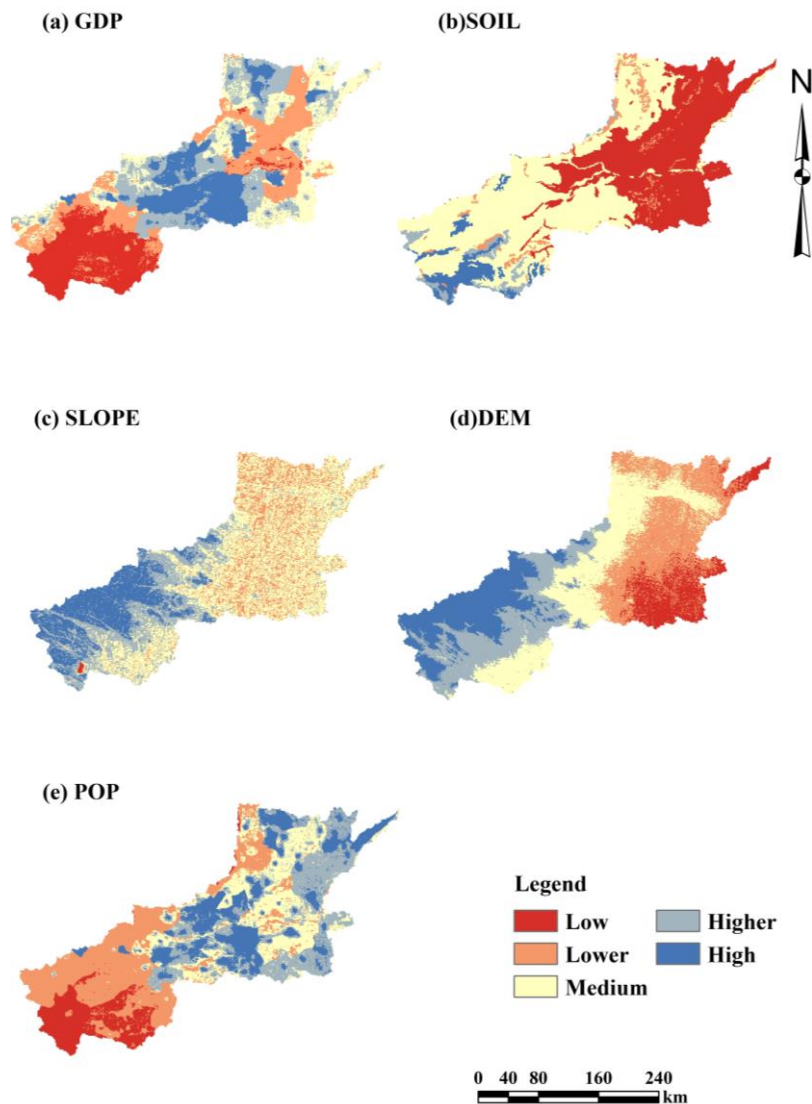 (a) GDP
(b)SOIL
N
(c) SLOPE
(d)DEM
(e) POP
Legend
Low
Higher
Lower
High
Medium
0 40 80 160 240
km